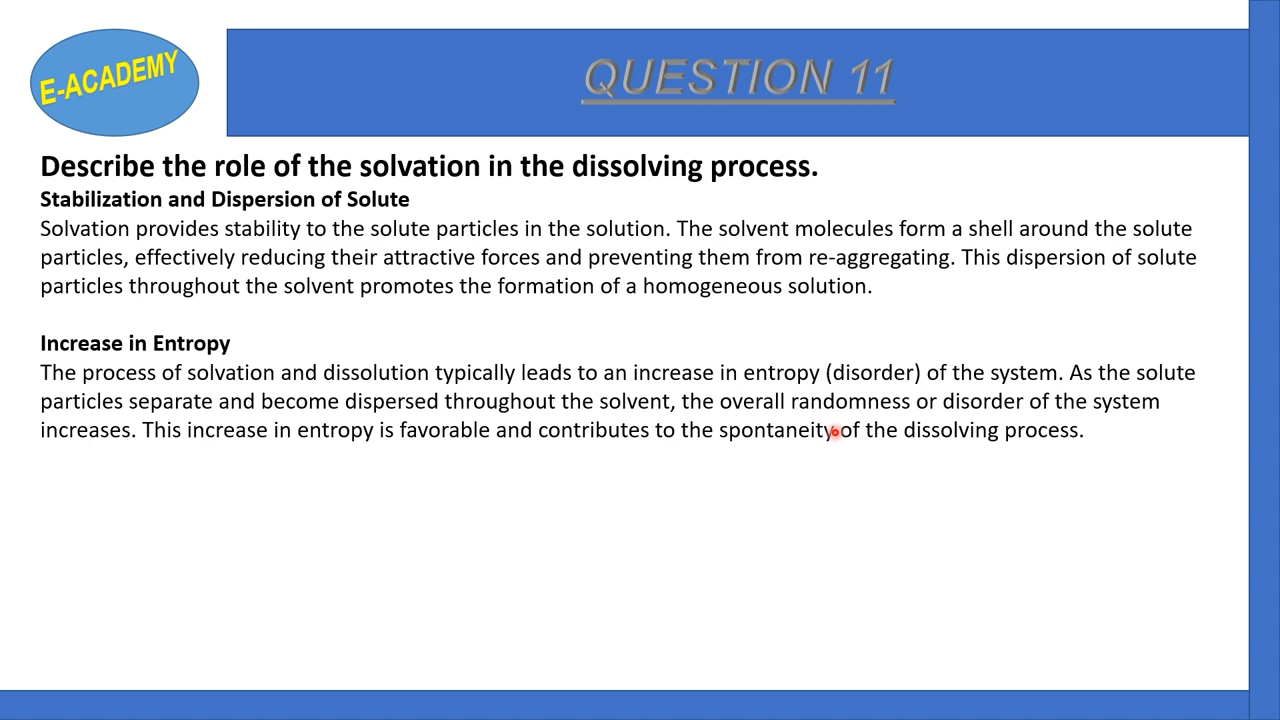 E-ACADEMY
QUESTION 11
Describe the role of the solvation in the dissolving process.
Stabilization and Dispersion of Solute
Solvation provides stability to the solute particles in the solution. The solvent molecules form a shell around the solute
particles, effectively reducing their attractive forces and preventing them from re-aggregating. This dispersion of solute
particles throughout the solvent promotes the formation of a homogeneous solution.
Increase in Entropy
The process of solvation and dissolution typically leads to an increase in entropy (disorder) of the system. As the solute
particles separate and become dispersed throughout the solvent, the overall randomness or disorder of the system
increases. This increase in entropy is favorable and contributes to the spontaneity of the dissolving process.